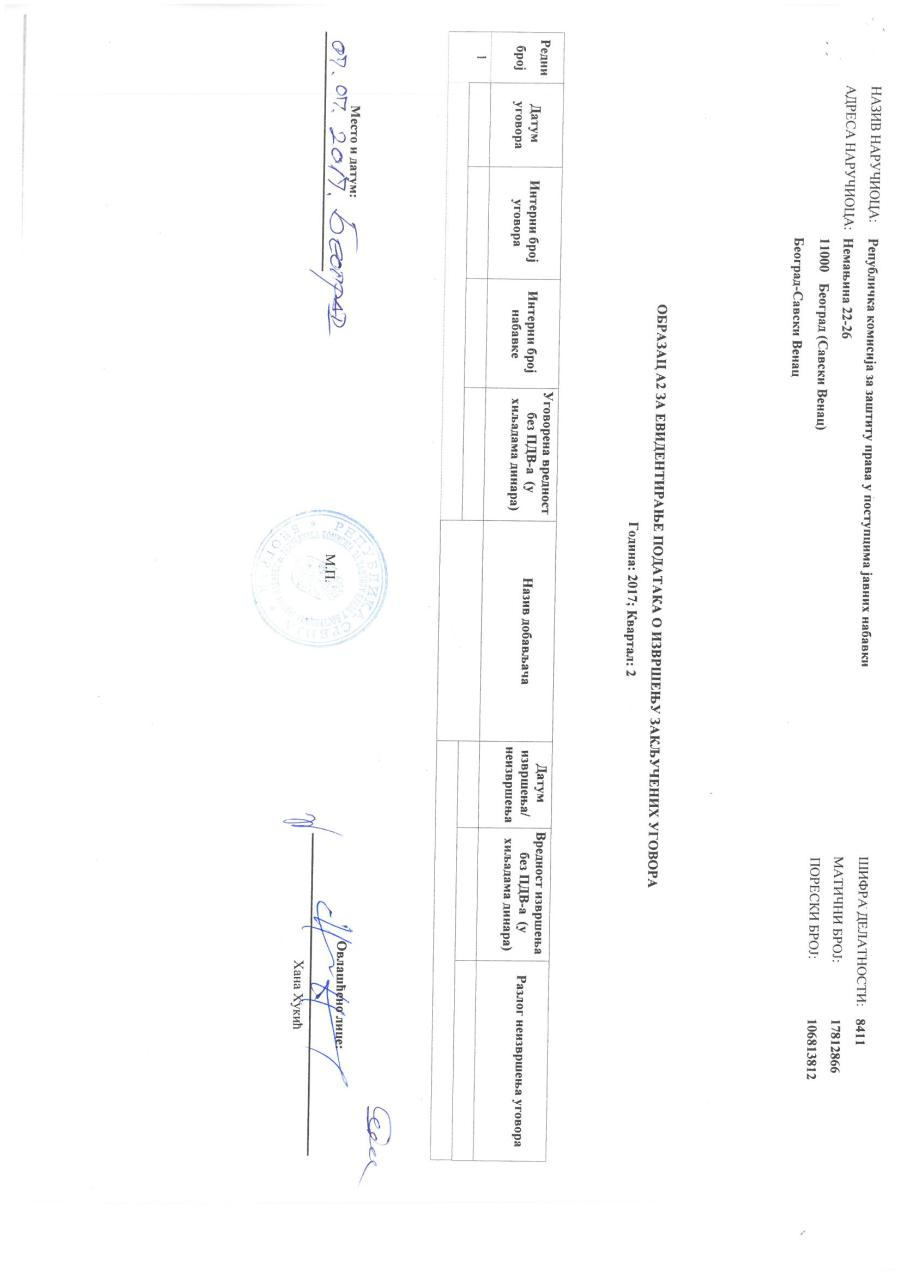 НАЗИВ НАРУЧИОЦА: Републичка комисија за заштиту права у поступцима јавних набавки
АДРЕСА НАРУЧИОЦА: Немањина 22-26
11000 Београд (Савски Венац)
Београд-Савски Венац
ШИФРА ДЕЛАТНОСТИ: 8411
МАТИЧНИ БРОЈ: 17812866
ПОРЕСКИ БРОЈ: 106813812
ОБРАЗАЦ А2 ЗА ЕВИДЕНТИРАЊЕ ПОДАТАКА О ИЗВРШЕЊУ ЗАКЉУЧЕНИХ УГОВОРА
Година: 2017; Квартал: 2
Редни број
Датум уговора
Интерни број уговора
Интерни број набавке
Уговорена вредност без ПДВ-а (у хиљадама динара)
Назив добављача
Датум извршења/ неизвршења
Вредност извршења без ПДВ-а (у хиљадама динара)
Разлог неизвршења уговора
1
Место и датум:
07. 07. 2017. БЕОГРАД
М.П.
РЕПУБЛИКА СРБИЈА
Овлашћено лице:
Хана Хукић